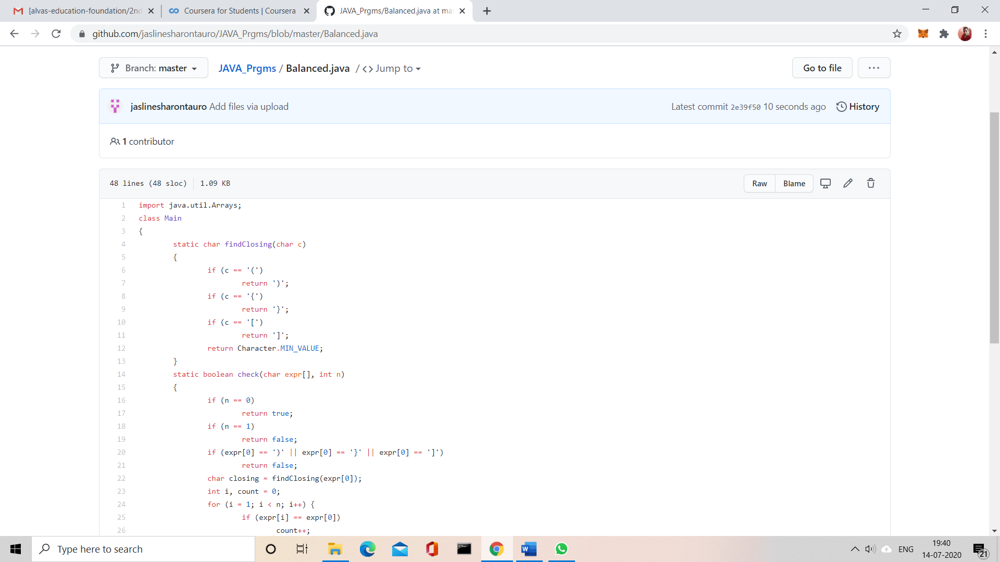 [alvas-education-foundation/2nd
Coursera for Students | Coursera
JAVA_Prgms/Balanced.java at ma
github.com/jaslinesharontauro/JAVA_Prgms/blob/master/Balanced.java
Branch: master
JAVA_Prgms / Balanced.java / <> Jump to
Go to file
...
jaslinesharontauro Add files via upload
Latest commit 2e39f50 10 seconds ago
History
1 contributor
48 lines (48 sloc) 1.09 KB
Raw
Blame
1 import java.util.Arrays;
2 class Main
3 {
4 static char findClosing(char c)
5 {
6 if (c == '(')
7 return ')';
8 if (c == '{')
9 return '}';
10 if (c == '[')
11 return ']';
12 return Character.MIN_VALUE;
13 }
14 static boolean check(char expr[], int n)
15 {
16 if (n == 0)
17 return true;
18 if (n == 1)
19 return false;
20 if (expr[0] == ')' || expr[0] == '}' || expr[0] == ']')
21 return false;
22 char closing = findClosing(expr[0]);
23 int i, count = 0;
24 for (i = 1; i < n; i++) {
25 if (expr[i] == expr[0])
26 count++;
Type here to search
ENG
19:40
14-07-2020
21